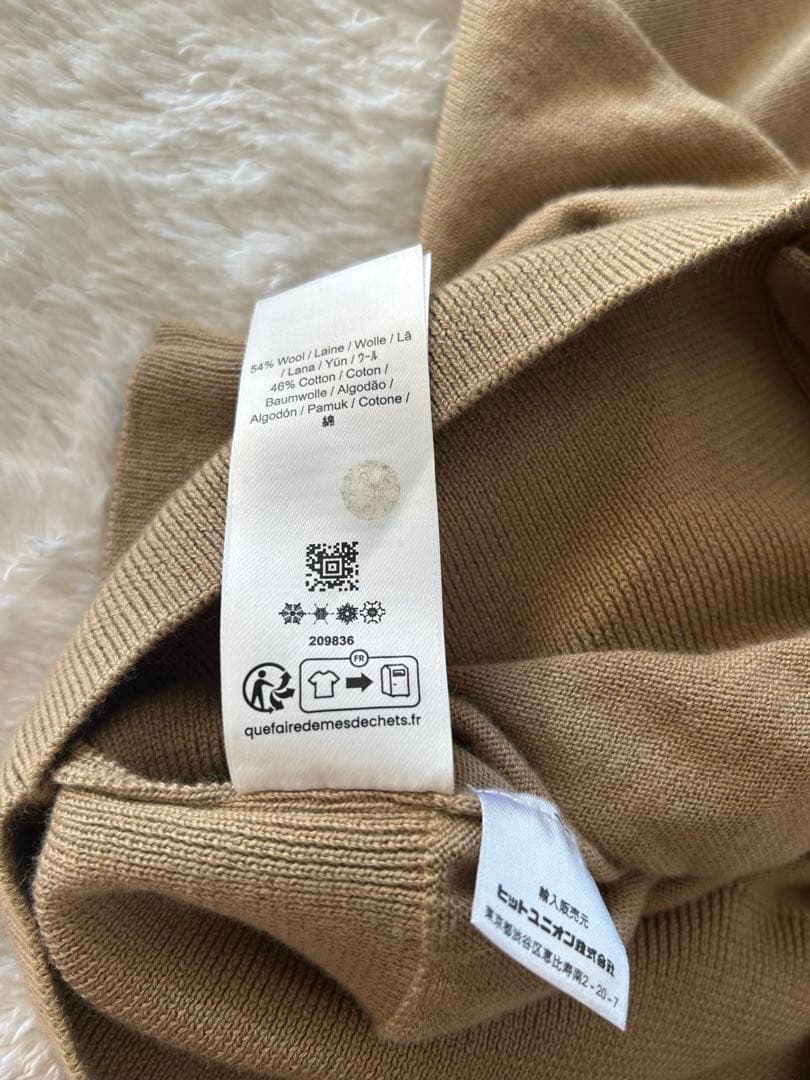 54% Wool / Laine / Wolle / Lã
/ Lana / Yün / ウール
46% Cotton / Coton /
Baumwolle / Algodão /
Algodón / Pamuk / Cotone /
綿
209836
FR
quefairedemesdechets.fr
輸入販売元
ヒットユニオン株式会社
東京都渋谷区恵比寿南2-20-7